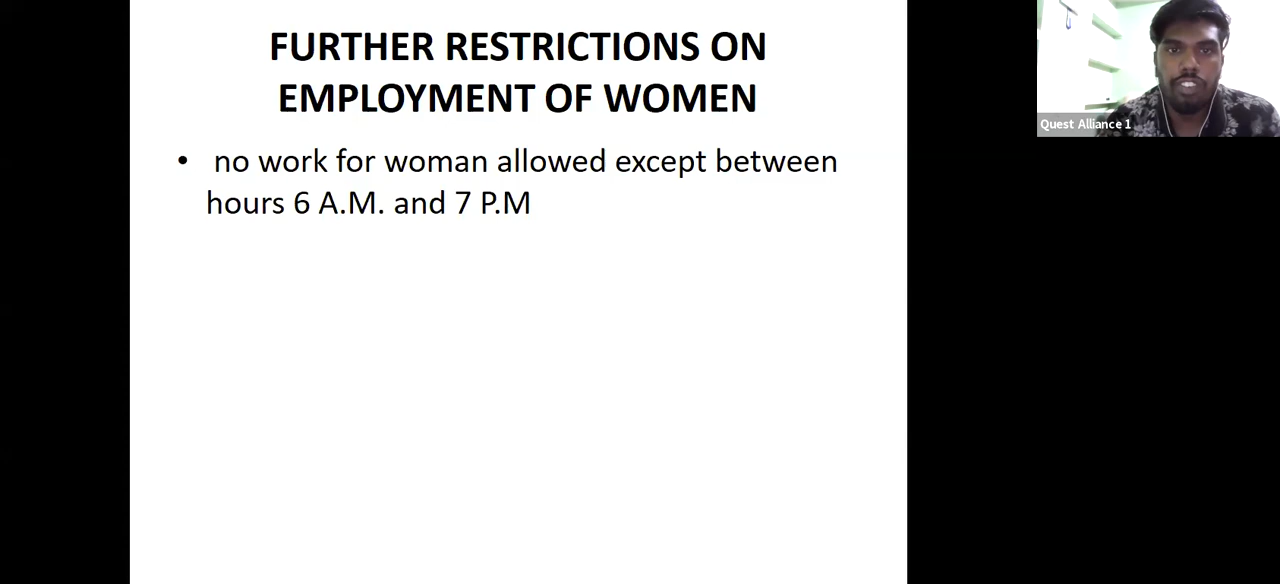 FURTHER RESTRICTIONS ON
EMPLOYMENT OF WOMEN
• no work for woman allowed except between
hours 6 A.M. and 7 P.M
Quest Alliance 1